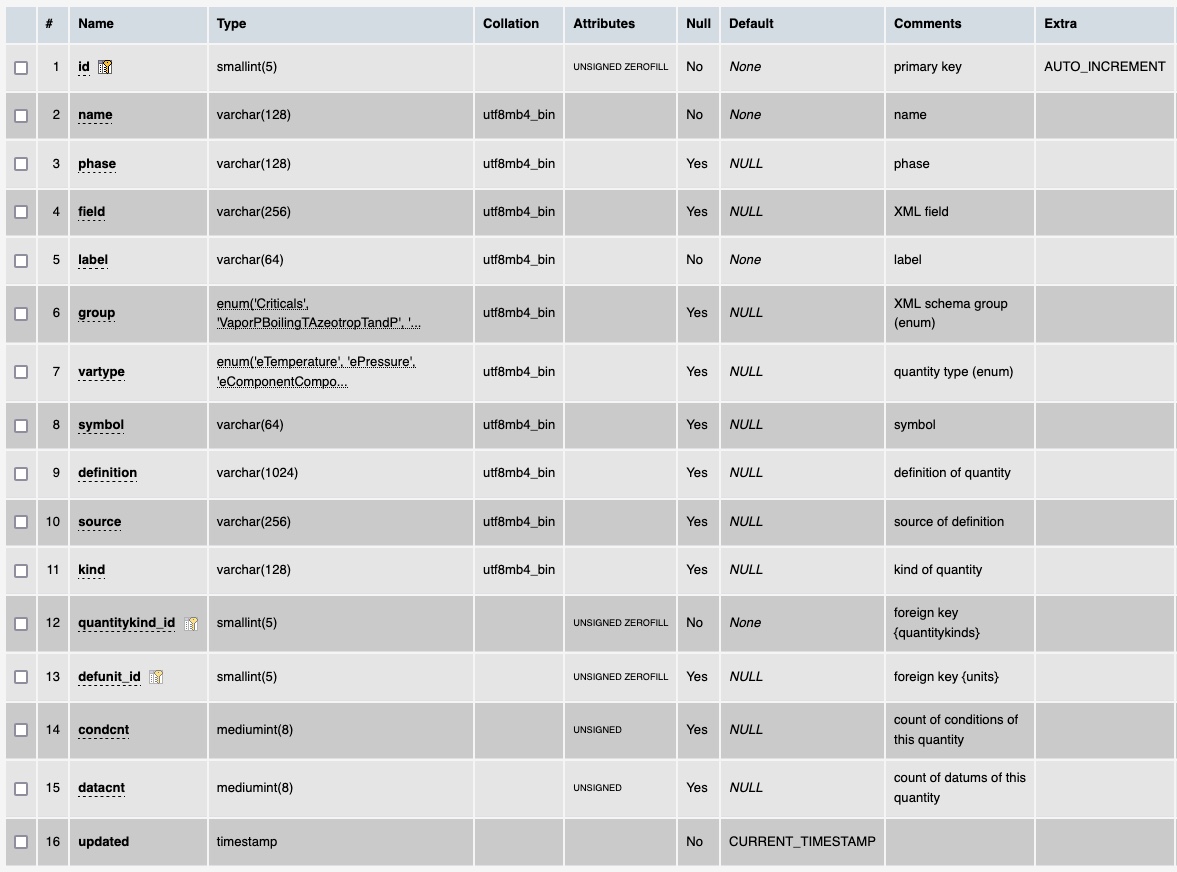 # Name Type Collation Attributes Null Default Comments Extra
1 id smallint(5) UNSIGNED ZEROFILL No None primary key AUTO_INCREMENT
2 name varchar(128) utf8mb4_bin No None name
3 phase varchar(128) utf8mb4_bin Yes NULL phase
4 field varchar(256) utf8mb4_bin Yes NULL XML field
5 label varchar(64) utf8mb4_bin No None label
6 group enum('Criticals', 'VaporPBoilingTAzeotropTandP', '... utf8mb4_bin Yes NULL XML schema group (enum)
7 vartype enum('eTemperature', 'ePressure', 'eComponentCompo... utf8mb4_bin Yes NULL quantity type (enum)
8 symbol varchar(64) utf8mb4_bin Yes NULL symbol
9 definition varchar(1024) utf8mb4_bin Yes NULL definition of quantity
10 source varchar(256) utf8mb4_bin Yes NULL source of definition
11 kind varchar(128) utf8mb4_bin Yes NULL kind of quantity
12 quantitykind_id smallint(5) UNSIGNED ZEROFILL No None foreign key {quantitykinds}
13 defunit_id smallint(5) UNSIGNED ZEROFILL Yes NULL foreign key {units}
14 condcnt mediumint(8) UNSIGNED Yes NULL count of conditions of this quantity
15 datacnt mediumint(8) UNSIGNED Yes NULL count of datums of this quantity
16 updated timestamp No CURRENT_TIMESTAMP